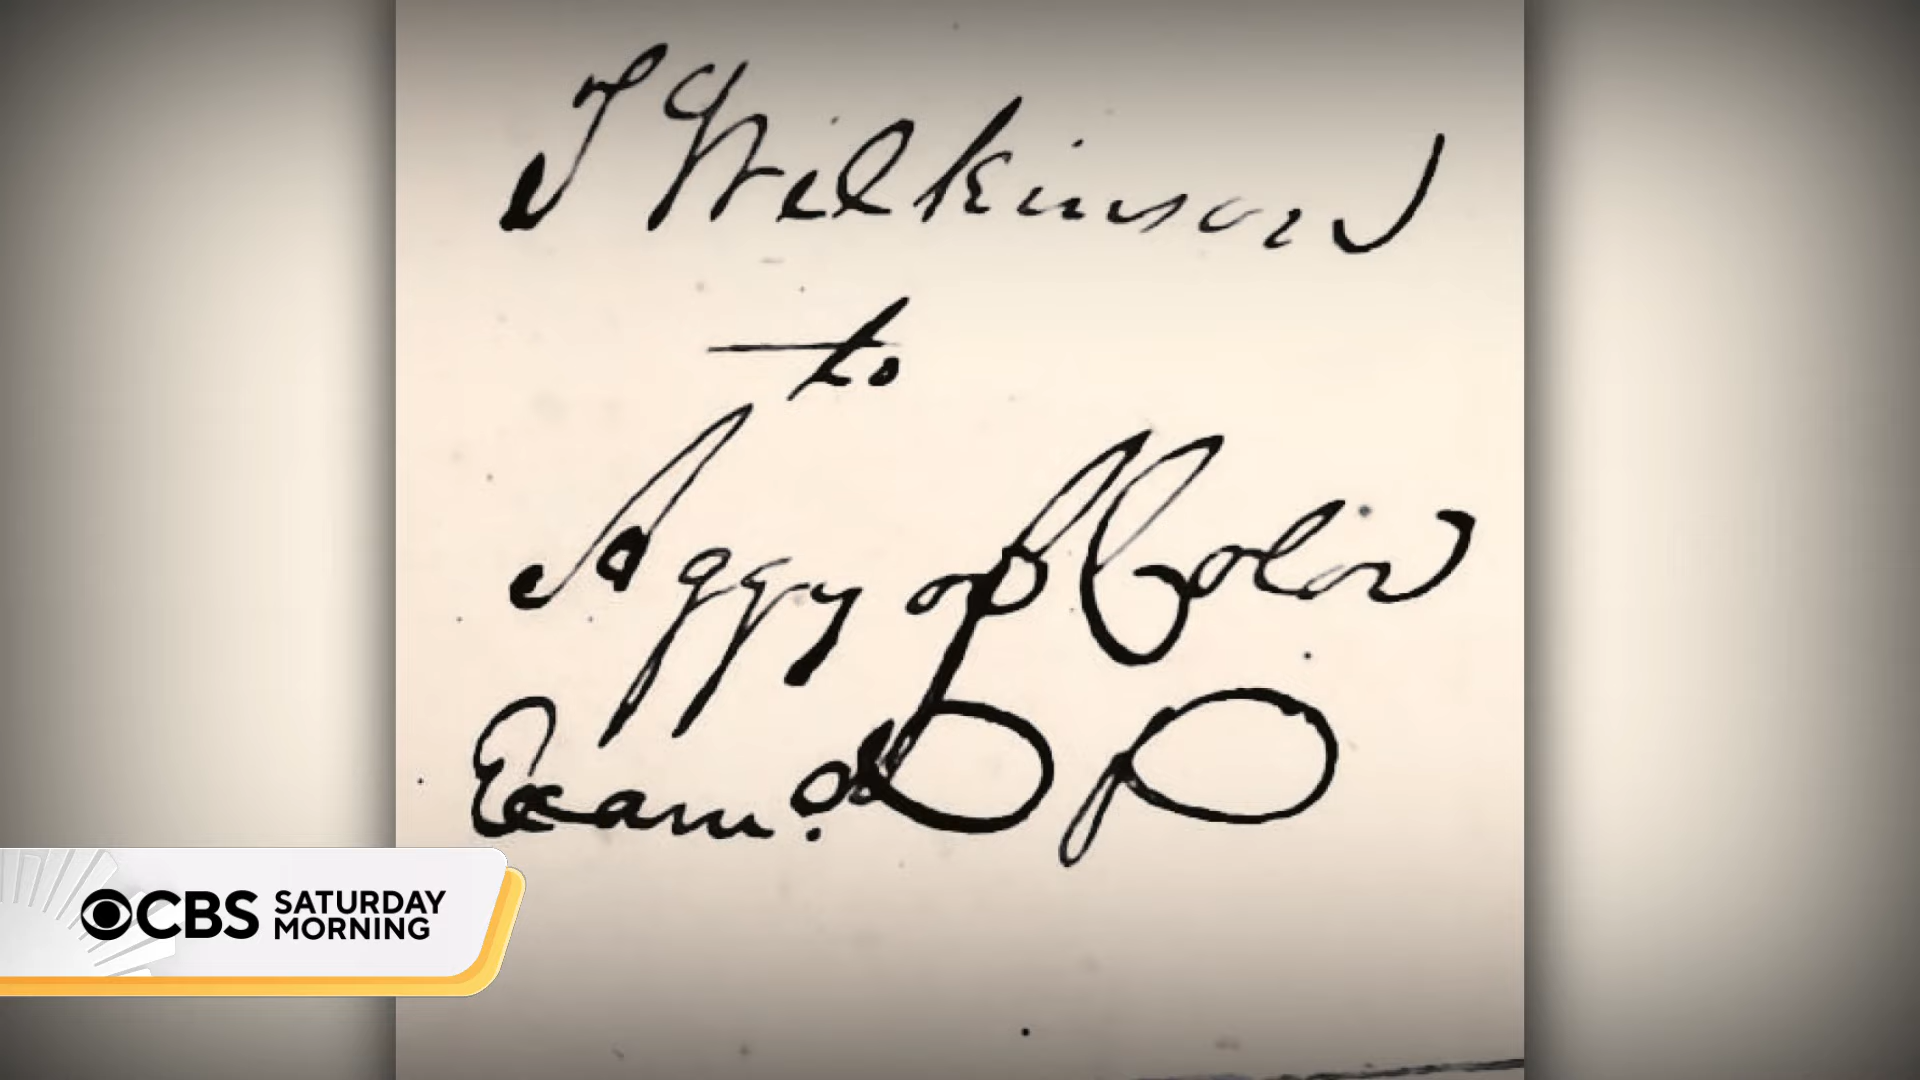 J Wilkinson
to
Aggy of Color
Exam.d
CBS SATURDAY
MORNING